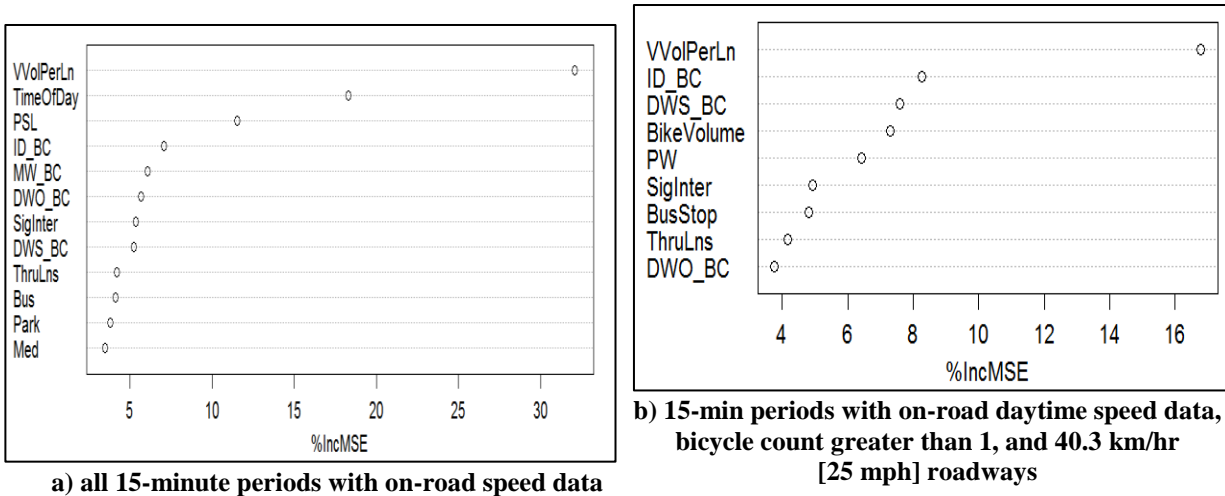 VVolPerLn
TimeOfDay
PSL
ID_BC
MW_BC
DWO_BC
SigInter
DWS_BC
ThruLns
Bus
Park
Med
5 10 15 20 25 30
%IncMSE
a) all 15-minute periods with on-road speed data
VVolPerLn
ID_BC
DWS_BC
BikeVolume
PW
SigInter
BusStop
ThruLns
DWO_BC
4 6 8 10 12 14 16
%IncMSE
b) 15-min periods with on-road daytime speed data,
bicycle count greater than 1, and 40.3 km/hr
[25 mph] roadways